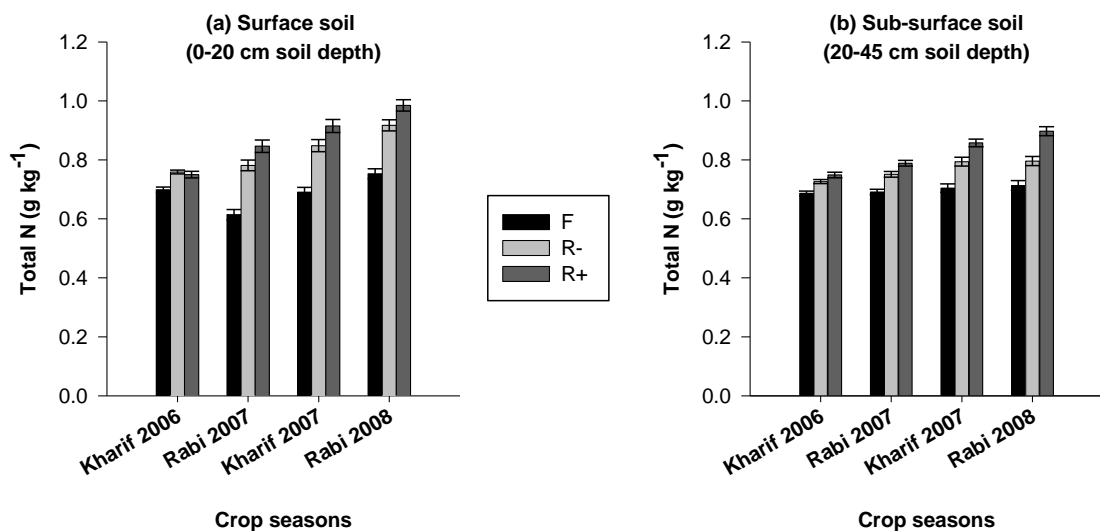 (a) Surface soil
(0-20 cm soil depth)
Total N (g kg-1)
1.2
1.0
0.8
0.6
0.4
0.2
0.0
Kharif 2006
Rabi 2007
Kharif 2007
Rabi 2008
Crop seasons
F
R-
R+
(b) Sub-surface soil
(20-45 cm soil depth)
Total N (g kg-1)
1.2
1.0
0.8
0.6
0.4
0.2
0.0
Kharif 2006
Rabi 2007
Kharif 2007
Rabi 2008
Crop seasons